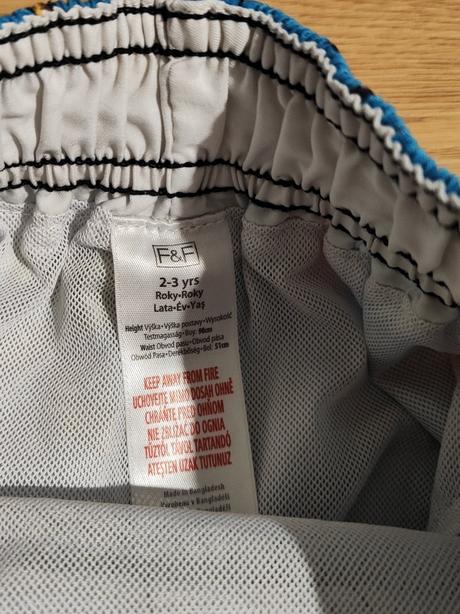 F&F
2-3 yrs
Roky•Roky
Lata•Év•Yaş
Height Výška•Výška postavy•Wysokość
Testmagasság•Boy: 98cm
Waist Obvod pasu•Obvod pása
Obwód Pasa•Derékbőség•Bel: 51cm
KEEP AWAY FROM FIRE
UCHOVEJTE MIMO DOSAH OHNĚ
CHRÁŇTE PRED OHŇOM
NIE ZBLIŻAĆ DO OGNIA
TŰZTŐL TÁVOL TARTANDÓ
ATEŞTEN UZAK TUTUNUZ
Made in Bangladesh
Vyrobeno v Bangladéši